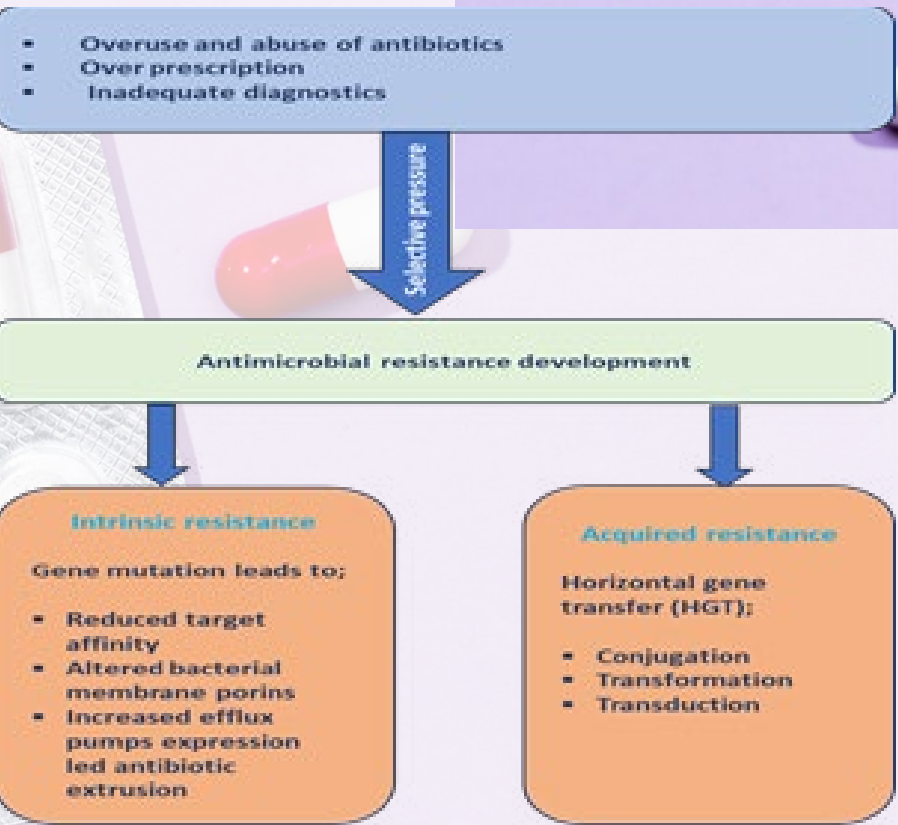 ▪ Overuse and abuse of antibiotics
▪ Over prescription
▪ Inadequate diagnostics
Selective pressure
Antimicrobial resistance development
Intrinsic resistance
Gene mutation leads to;
▪ Reduced target
affinity
▪ Altered bacterial
membrane porins
▪ Increased efflux
pumps expression
led antibiotic
extrusion
Acquired resistance
Horizontal gene
transfer (HGT);
▪ Conjugation
▪ Transformation
▪ Transduction